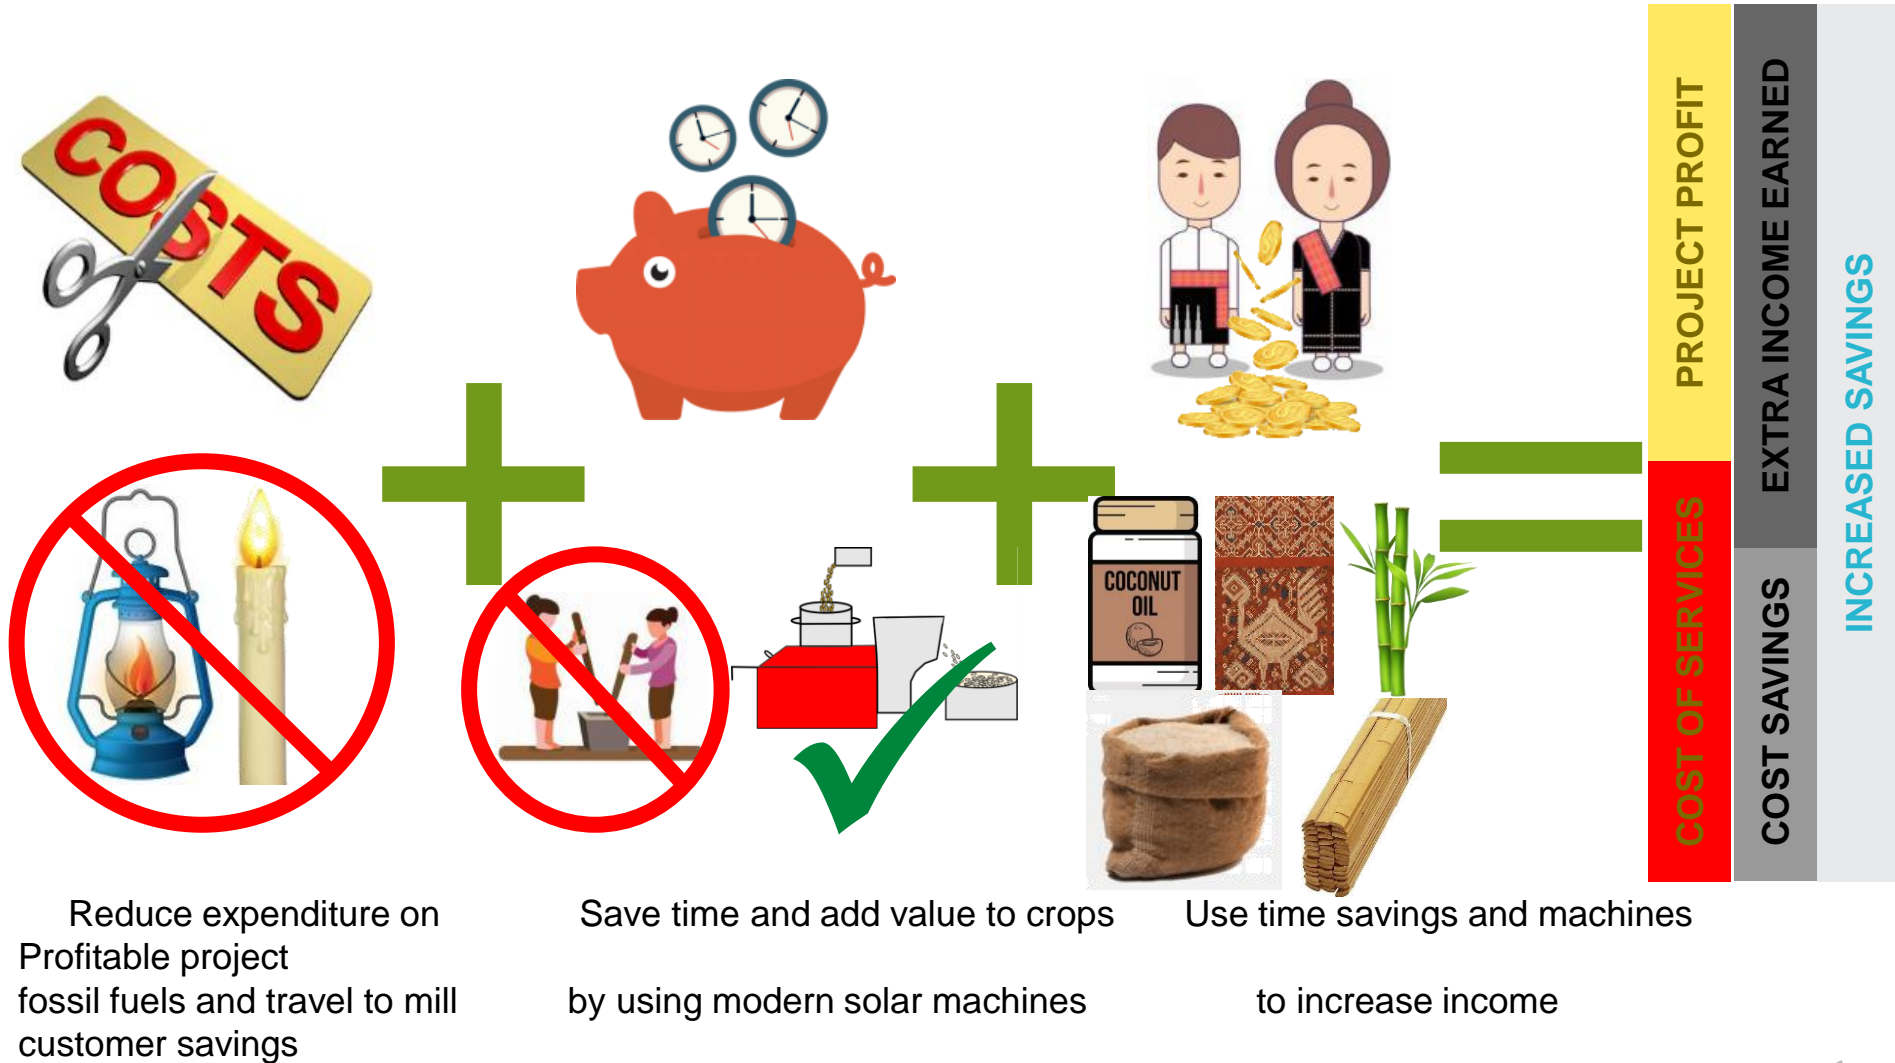 COSTS
COCONUT
OIL
PROJECT PROFIT
COST OF SERVICES
EXTRA INCOME EARNED
COST SAVINGS
INCREASED SAVINGS
Reduce expenditure on Save time and add value to crops Use time savings and machines
Profitable project
fossil fuels and travel to mill by using modern solar machines to increase income
customer savings